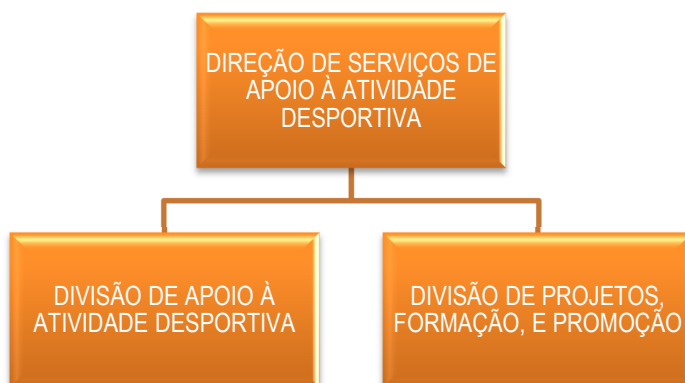 DIREÇÃO DE SERVIÇOS DE
APOIO À ATIVIDADE
DESPORTIVA
DIVISÃO DE APOIO À
ATIVIDADE DESPORTIVA
DIVISÃO DE PROJETOS,
FORMAÇÃO, E PROMOÇÃO